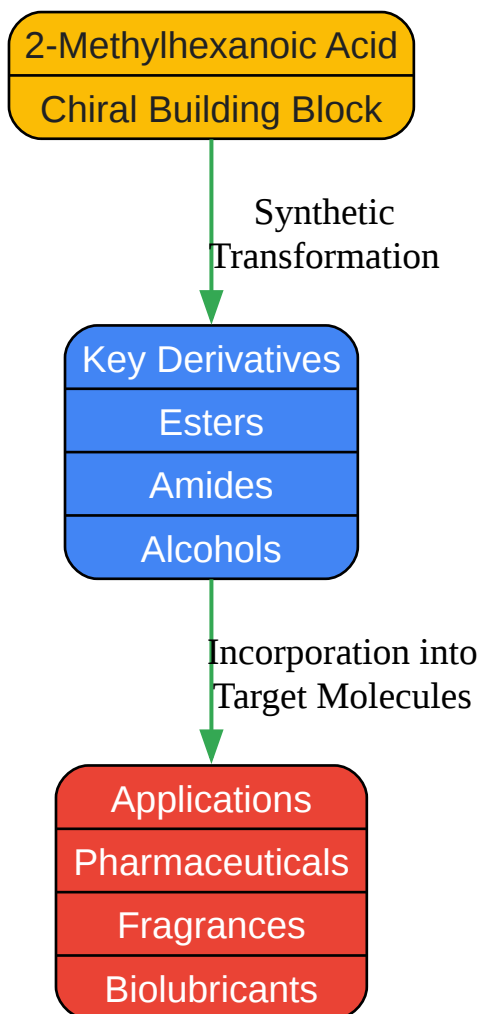 2-Methylhexanoic Acid
Chiral Building Block
Synthetic
Transformation
Key Derivatives
Esters
Amides
Alcohols
Incorporation into
Target Molecules
Applications
Pharmaceuticals
Fragrances
Biolubricants